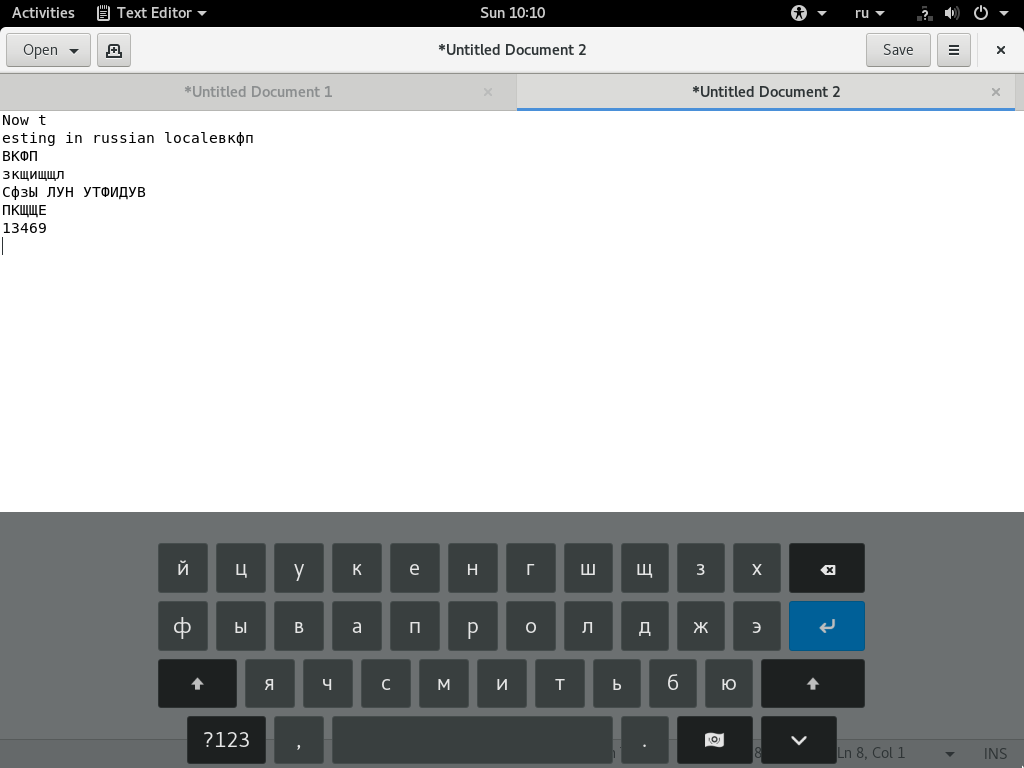 Activities Text Editor Sun 10:10 ru
Open *Untitled Document 2 Save
*Untitled Document 1 *Untitled Document 2
Now t
esting in russian localeвкфп
ВКФП
зкщищщл
СфзЫ ЛУН УТФИДУВ
ПКЩЩЕ
13469
й ц у к е н г ш щ з х
ф ы в а п р о л д ж э
я ч с м и т ь б ю
?123 , . 
Ln 8, Col 1 INS